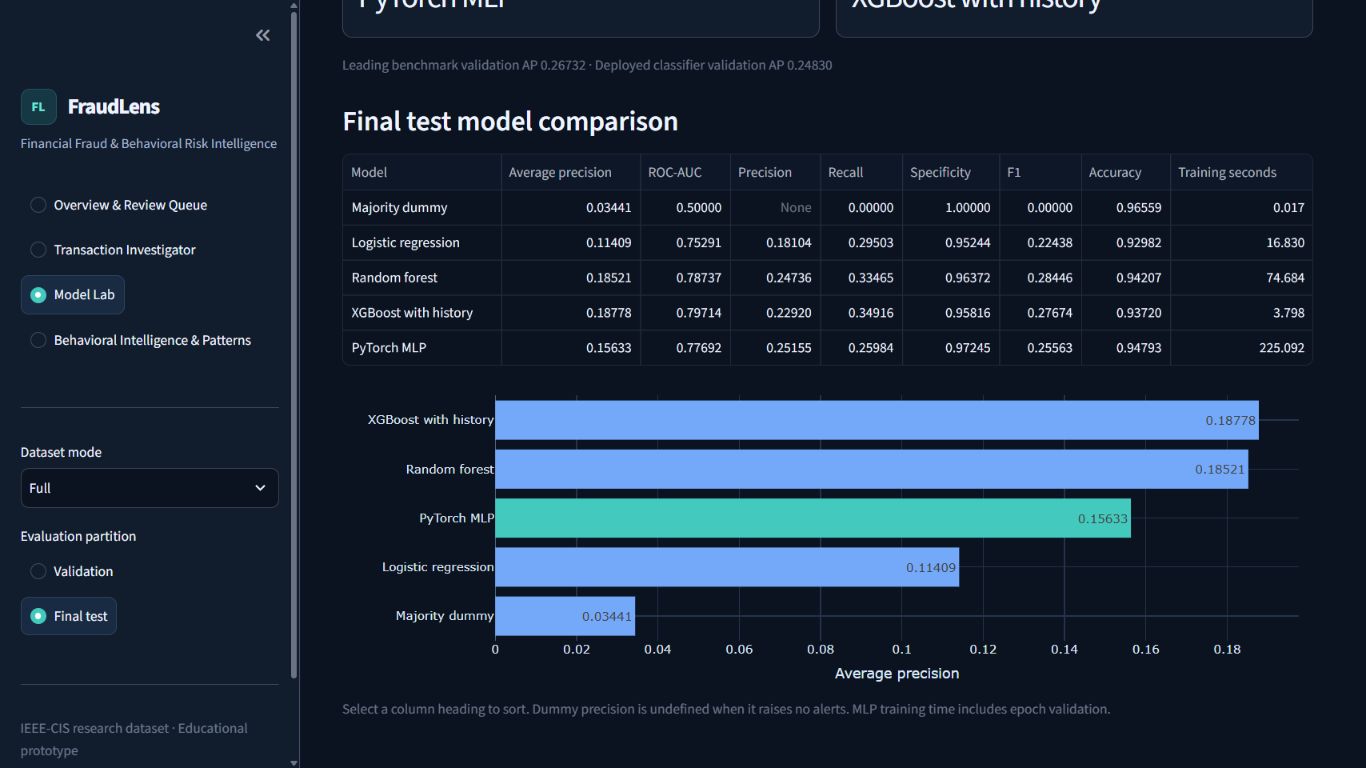 FL FraudLens
Financial Fraud & Behavioral Risk Intelligence
Overview & Review Queue
Transaction Investigator
Model Lab
Behavioral Intelligence & Patterns
Dataset mode
Full
Evaluation partition
Validation
Final test
IEEE-CIS research dataset · Educational
prototype
PyTorch MLP
XGBoost with history
Leading benchmark validation AP 0.26732 · Deployed classifier validation AP 0.24830
Final test model comparison
Model Average precision ROC-AUC Precision Recall Specificity F1 Accuracy Training seconds
Majority dummy 0.03441 0.50000 None 0.00000 1.00000 0.00000 0.96559 0.017
Logistic regression 0.11409 0.75291 0.18104 0.29503 0.95244 0.22438 0.92982 16.830
Random forest 0.18521 0.78737 0.24736 0.33465 0.96372 0.28446 0.94207 74.684
XGBoost with history 0.18778 0.79714 0.22920 0.34916 0.95816 0.27674 0.93720 3.798
PyTorch MLP 0.15633 0.77692 0.25155 0.25984 0.97245 0.25563 0.94793 225.092
XGBoost with history 0.18778
Random forest 0.18521
PyTorch MLP 0.15633
Logistic regression 0.11409
Majority dummy 0.03441
0 0.02 0.04 0.06 0.08 0.1 0.12 0.14 0.16 0.18
Average precision
Select a column heading to sort. Dummy precision is undefined when it raises no alerts. MLP training time includes epoch validation.